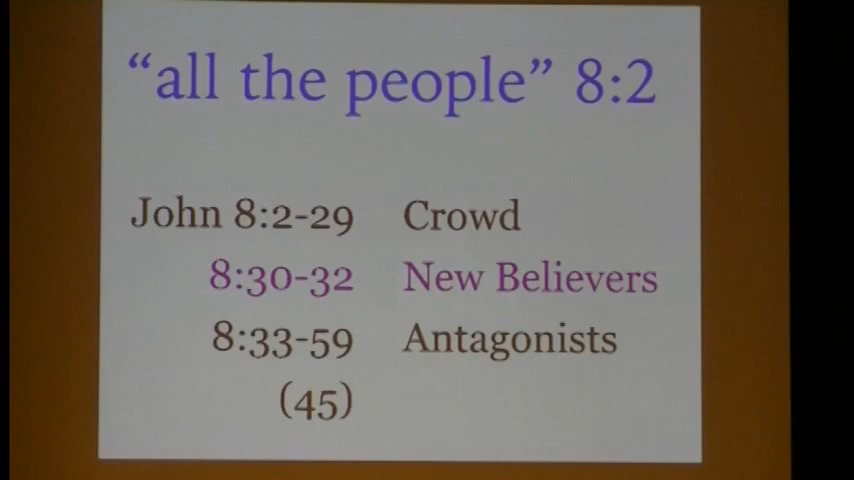 “all the people” 8:2
John 8:2-29 Crowd
8:30-32 New Believers
8:33-59 Antagonists
(45)